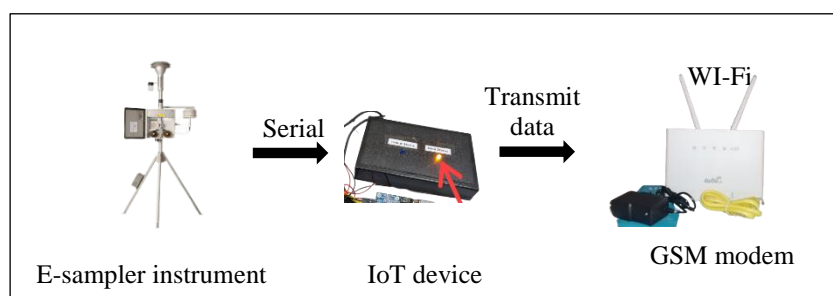 WI-Fi
Transmit
data
Serial
E-sampler instrument
IoT device
GSM modem